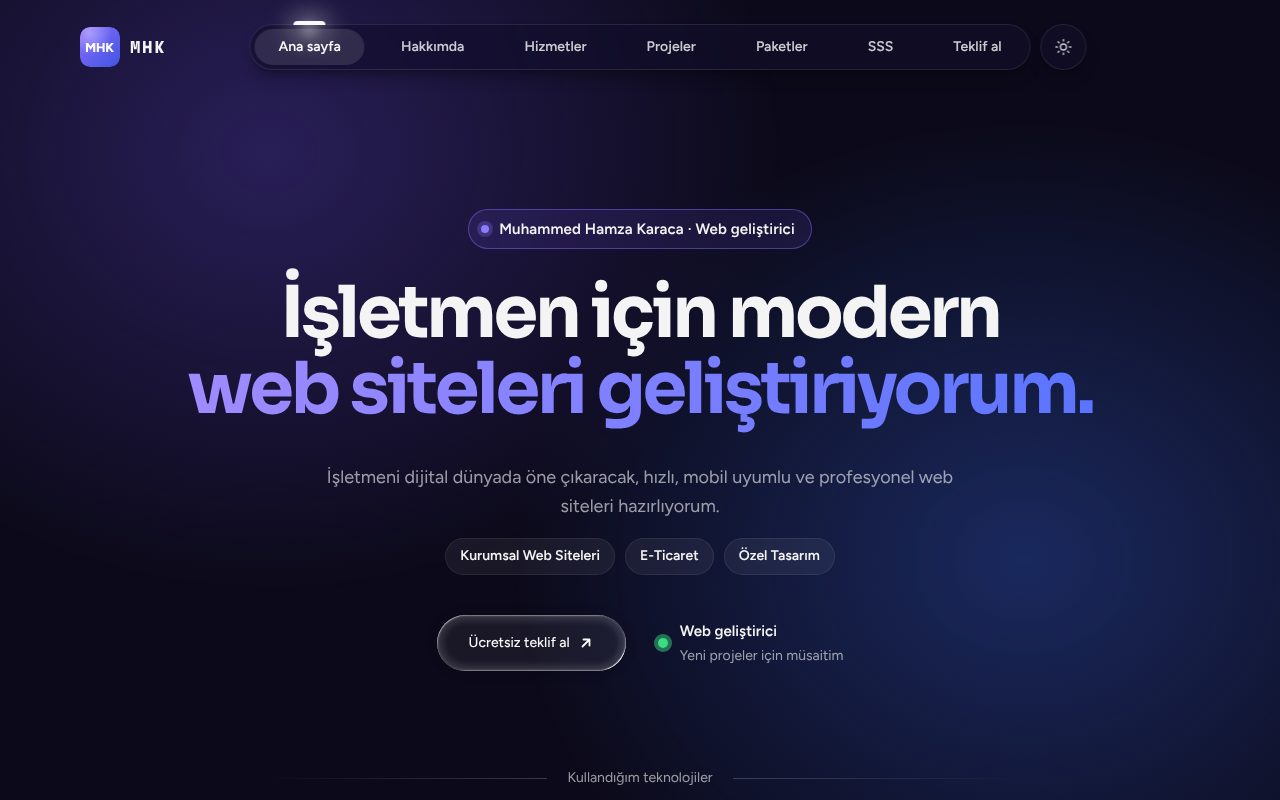 MHK MHK
Ana sayfa Hakkımda Hizmetler Projeler Paketler SSS Teklif al
Muhammed Hamza Karaca · Web geliştirici
İşletmen için modern
web siteleri geliştiriyorum.
İşletmeni dijital dünyada öne çıkaracak, hızlı, mobil uyumlu ve profesyonel web
siteleri hazırlıyorum.
Kurumsal Web Siteleri E-Ticaret Özel Tasarım
Ücretsiz teklif al
Web geliştirici
Yeni projeler için müsaitim
Kullandığım teknolojiler